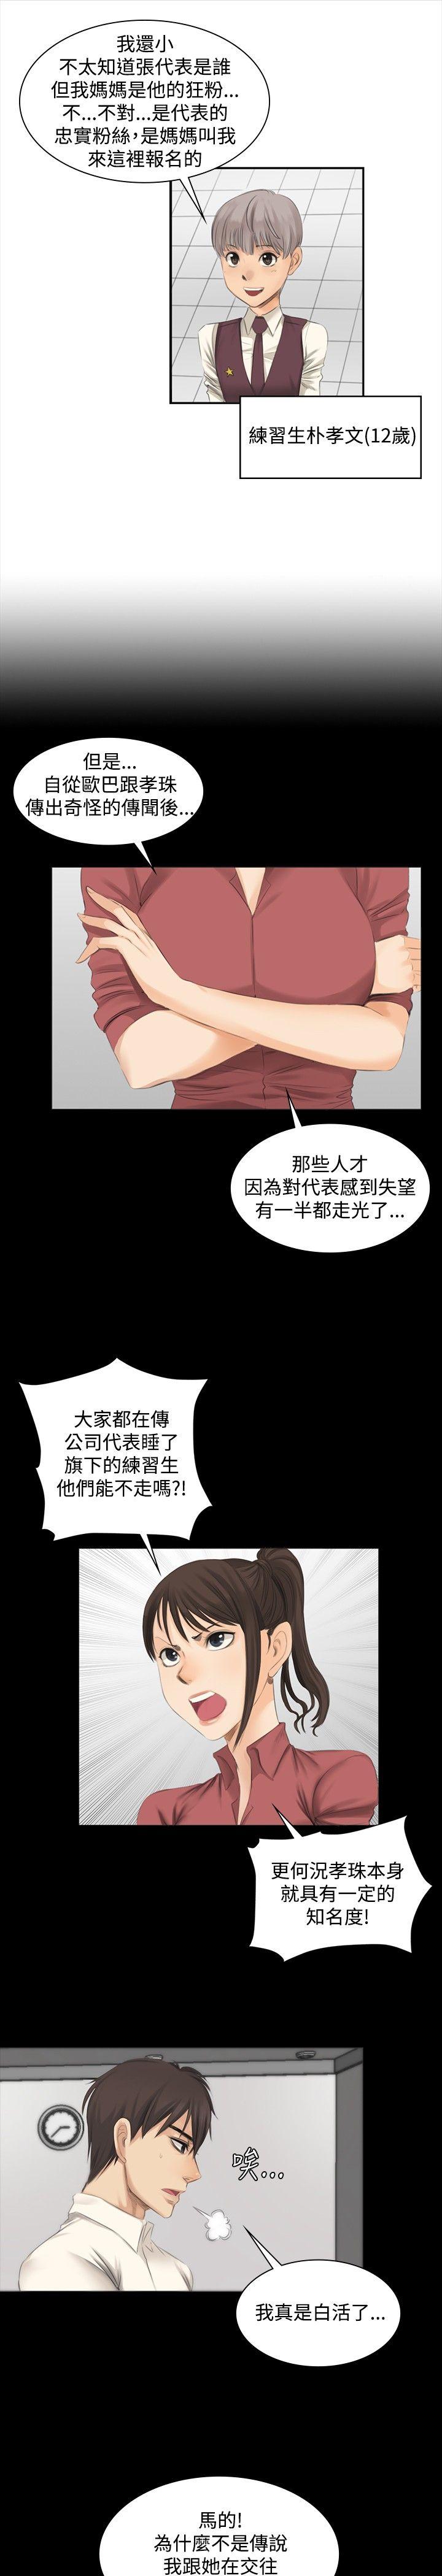 我還小
不太知道張代表是誰
但我媽媽是他的狂粉...
不...不對...是代表的
忠實粉絲,是媽媽叫我
來這裡報名的
練習生朴孝文(12歲)
但是...
自從歐巴跟孝珠
傳出奇怪的傳聞後...
那些人才
因為對代表感到失望
有一半都走光了...
大家都在傳
公司代表睡了
旗下的練習生
他們能不走嗎?!
更何況孝珠本身
就具有一定的
知名度!
唉...
我真是白活了...
馬的!
為什麼不是傳說
我跟她在交往